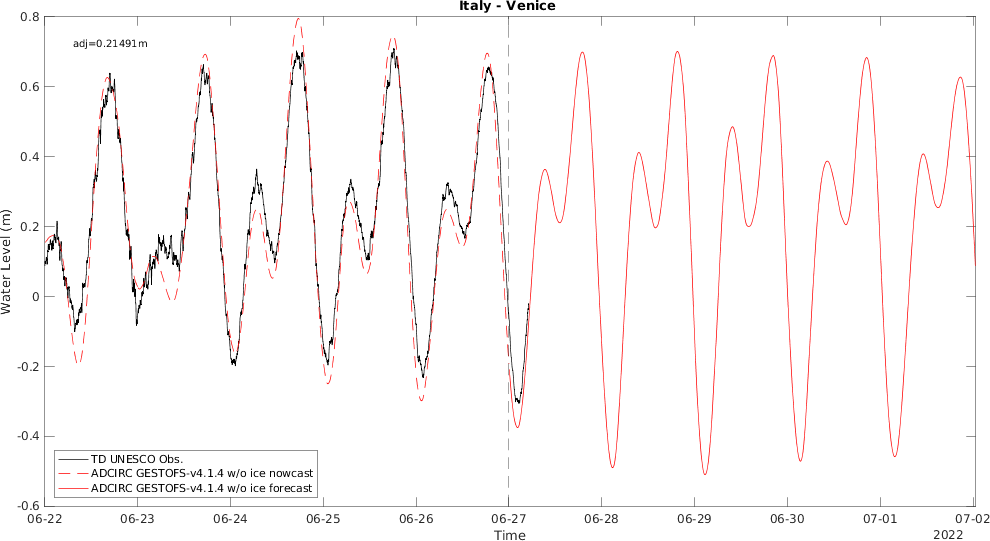 Italy - Venice
adj=0.21491m
0.8
0.6
0.4
0.2
0
-0.2
-0.4
-0.6
Water Level (m)
TD UNESCO Obs.
ADCIRC GESTOFS-v4.1.4 w/o ice nowcast
ADCIRC GESTOFS-v4.1.4 w/o ice forecast
06-22 06-23 06-24 06-25 06-26 06-27 06-28 06-29 06-30 07-01 07-02
Time
2022